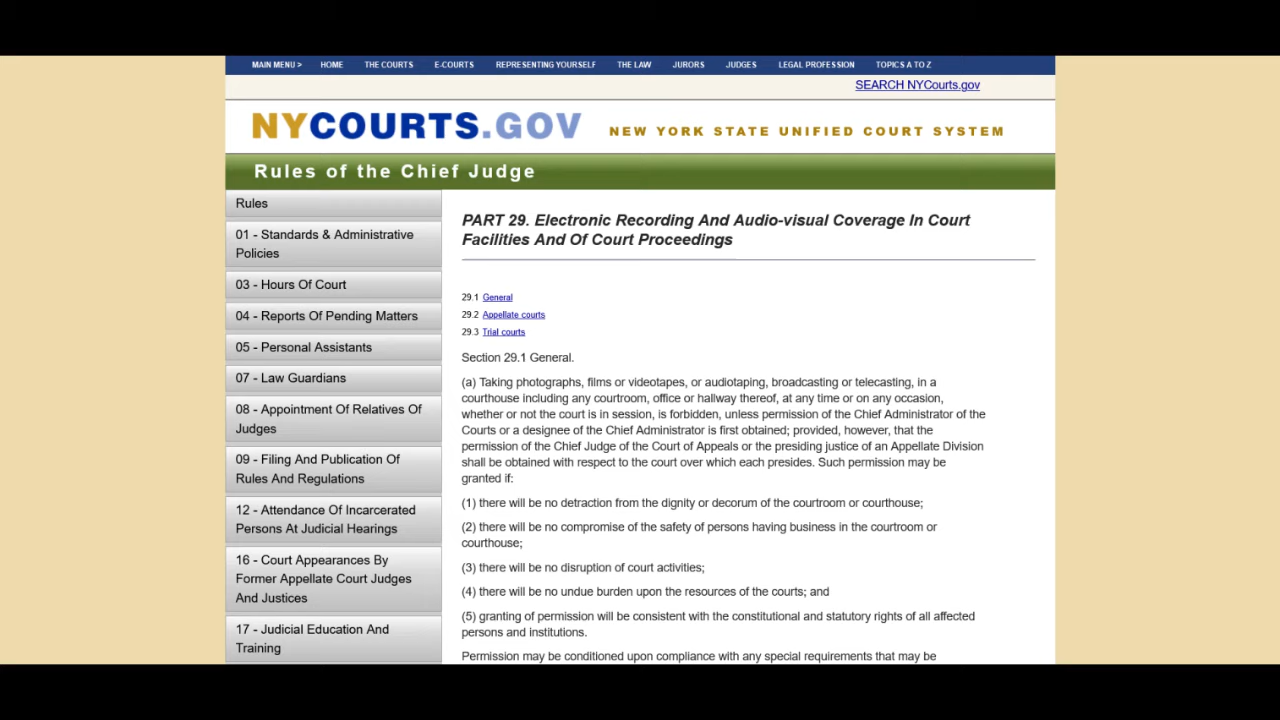 MAIN MENU > HOME THE COURTS E-COURTS REPRESENTING YOURSELF THE LAW JURORS JUDGES LEGAL PROFESSION TOPICS A TO Z
SEARCH NYCourts.gov
NYCOURTS.GOV NEW YORK STATE UNIFIED COURT SYSTEM
Rules of the Chief Judge
Rules
01 - Standards & Administrative
Policies
03 - Hours Of Court
04 - Reports Of Pending Matters
05 - Personal Assistants
07 - Law Guardians
08 - Appointment Of Relatives Of
Judges
09 - Filing And Publication Of
Rules And Regulations
12 - Attendance Of Incarcerated
Persons At Judicial Hearings
16 - Court Appearances By
Former Appellate Court Judges
And Justices
17 - Judicial Education And
Training
PART 29. Electronic Recording And Audio-visual Coverage In Court
Facilities And Of Court Proceedings
29.1 General
29.2 Appellate courts
29.3 Trial courts
Section 29.1 General.
(a) Taking photographs, films or videotapes, or audiotaping, broadcasting or telecasting, in a
courthouse including any courtroom, office or hallway thereof, at any time or on any occasion,
whether or not the court is in session, is forbidden, unless permission of the Chief Administrator of the
Courts or a designee of the Chief Administrator is first obtained; provided, however, that the
permission of the Chief Judge of the Court of Appeals or the presiding justice of an Appellate Division
shall be obtained with respect to the court over which each presides. Such permission may be
granted if:
(1) there will be no detraction from the dignity or decorum of the courtroom or courthouse;
(2) there will be no compromise of the safety of persons having business in the courtroom or
courthouse;
(3) there will be no disruption of court activities;
(4) there will be no undue burden upon the resources of the courts; and
(5) granting of permission will be consistent with the constitutional and statutory rights of all affected
persons and institutions.
Permission may be conditioned upon compliance with any special requirements that may be